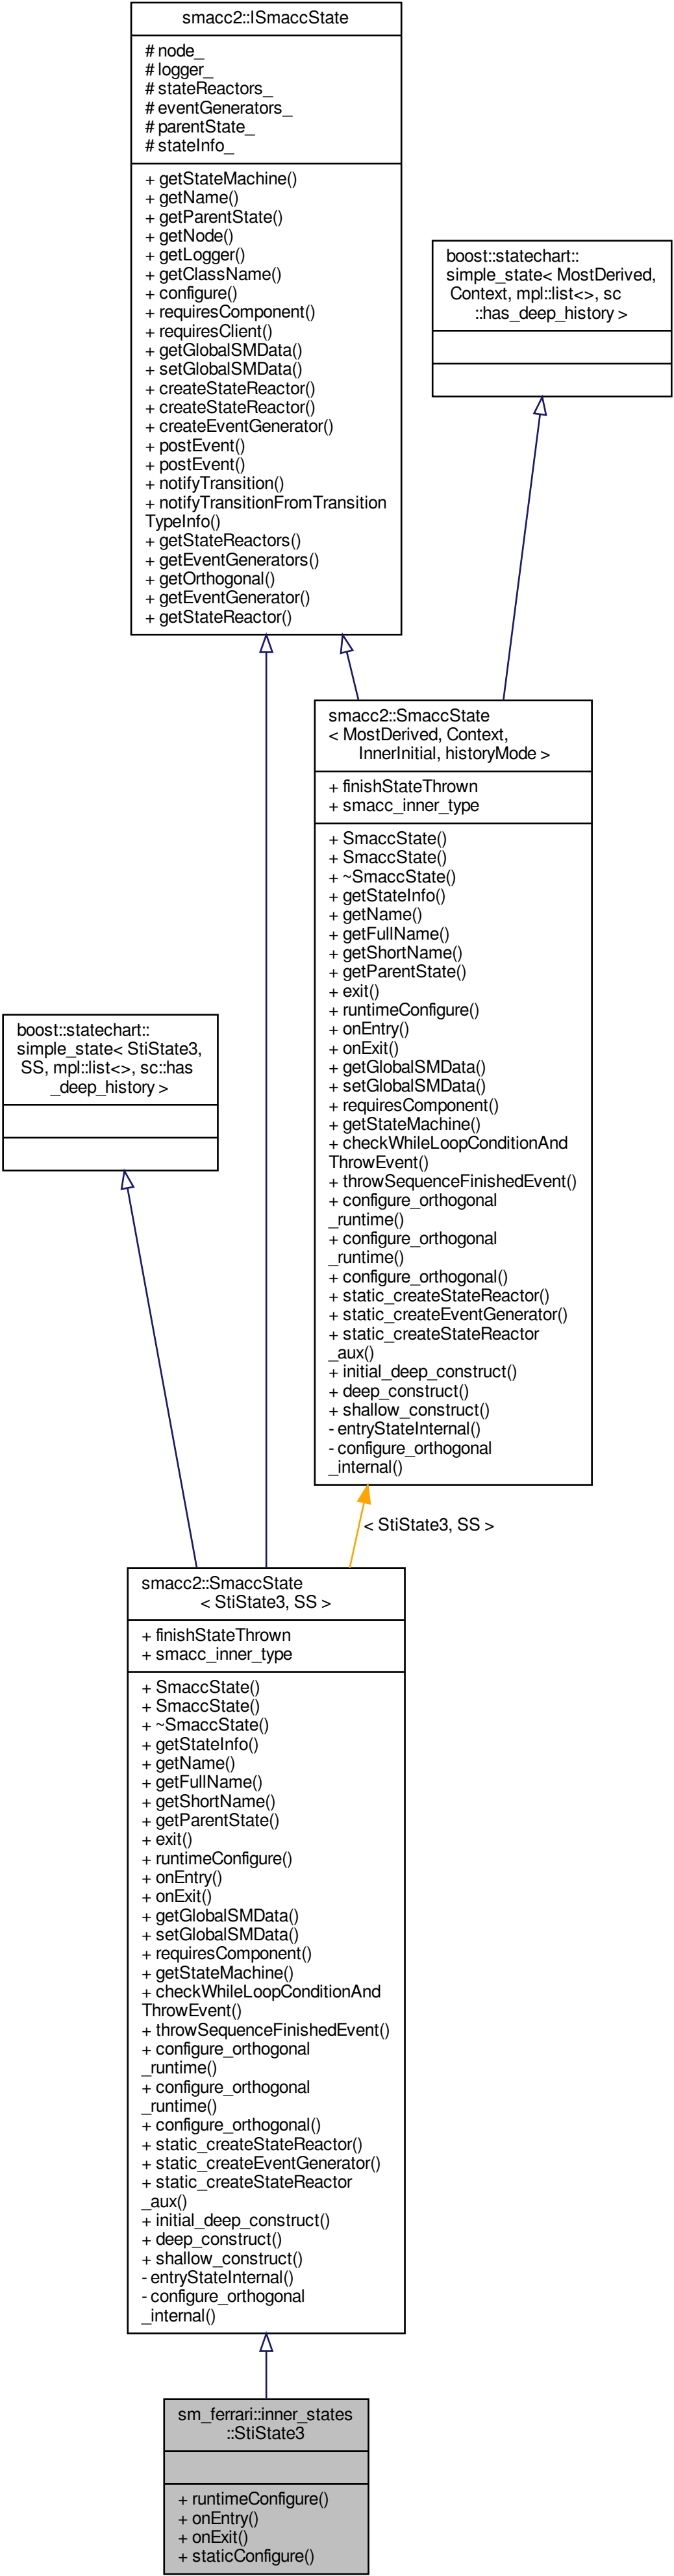 smacc2::ISmaccState
# node_
# logger_
# stateReactors_
# eventGenerators_
# parentState_
# stateInfo_
+ getStateMachine()
+ getName()
+ getParentState()
+ getNode()
+ getLogger()
+ getClassName()
+ configure()
+ requiresComponent()
+ requiresClient()
+ getGlobalSMData()
+ setGlobalSMData()
+ createStateReactor()
+ createStateReactor()
+ createEventGenerator()
+ postEvent()
+ postEvent()
+ notifyTransition()
+ notifyTransitionFromTransition
TypeInfo()
+ getStateReactors()
+ getEventGenerators()
+ getOrthogonal()
+ getEventGenerator()
+ getStateReactor()
boost::statechart::
simple_state< MostDerived,
Context, mpl::list<>, sc
::has_deep_history >
smacc2::SmaccState
< MostDerived, Context,
InnerInitial, historyMode >
+ finishStateThrown
+ smacc_inner_type
+ SmaccState()
+ SmaccState()
+ ~SmaccState()
+ getStateInfo()
+ getName()
+ getFullName()
+ getShortName()
+ getParentState()
+ exit()
+ runtimeConfigure()
+ onEntry()
+ onExit()
+ getGlobalSMData()
+ setGlobalSMData()
+ requiresComponent()
+ getStateMachine()
+ checkWhileLoopConditionAnd
ThrowEvent()
+ throwSequenceFinishedEvent()
+ configure_orthogonal
_runtime()
+ configure_orthogonal
_runtime()
+ configure_orthogonal()
+ static_createStateReactor()
+ static_createEventGenerator()
+ static_createStateReactor
_aux()
+ initial_deep_construct()
+ deep_construct()
+ shallow_construct()
- entryStateInternal()
- configure_orthogonal
_internal()
boost::statechart::
simple_state< StiState3,
SS, mpl::list<>, sc::has
_deep_history >
< StiState3, SS >
smacc2::SmaccState
< StiState3, SS >
+ finishStateThrown
+ smacc_inner_type
+ SmaccState()
+ SmaccState()
+ ~SmaccState()
+ getStateInfo()
+ getName()
+ getFullName()
+ getShortName()
+ getParentState()
+ exit()
+ runtimeConfigure()
+ onEntry()
+ onExit()
+ getGlobalSMData()
+ setGlobalSMData()
+ requiresComponent()
+ getStateMachine()
+ checkWhileLoopConditionAnd
ThrowEvent()
+ throwSequenceFinishedEvent()
+ configure_orthogonal
_runtime()
+ configure_orthogonal
_runtime()
+ configure_orthogonal()
+ static_createStateReactor()
+ static_createEventGenerator()
+ static_createStateReactor
_aux()
+ initial_deep_construct()
+ deep_construct()
+ shallow_construct()
- entryStateInternal()
- configure_orthogonal
_internal()
sm_ferrari::inner_states
::StiState3
+ runtimeConfigure()
+ onEntry()
+ onExit()
+ staticConfigure()